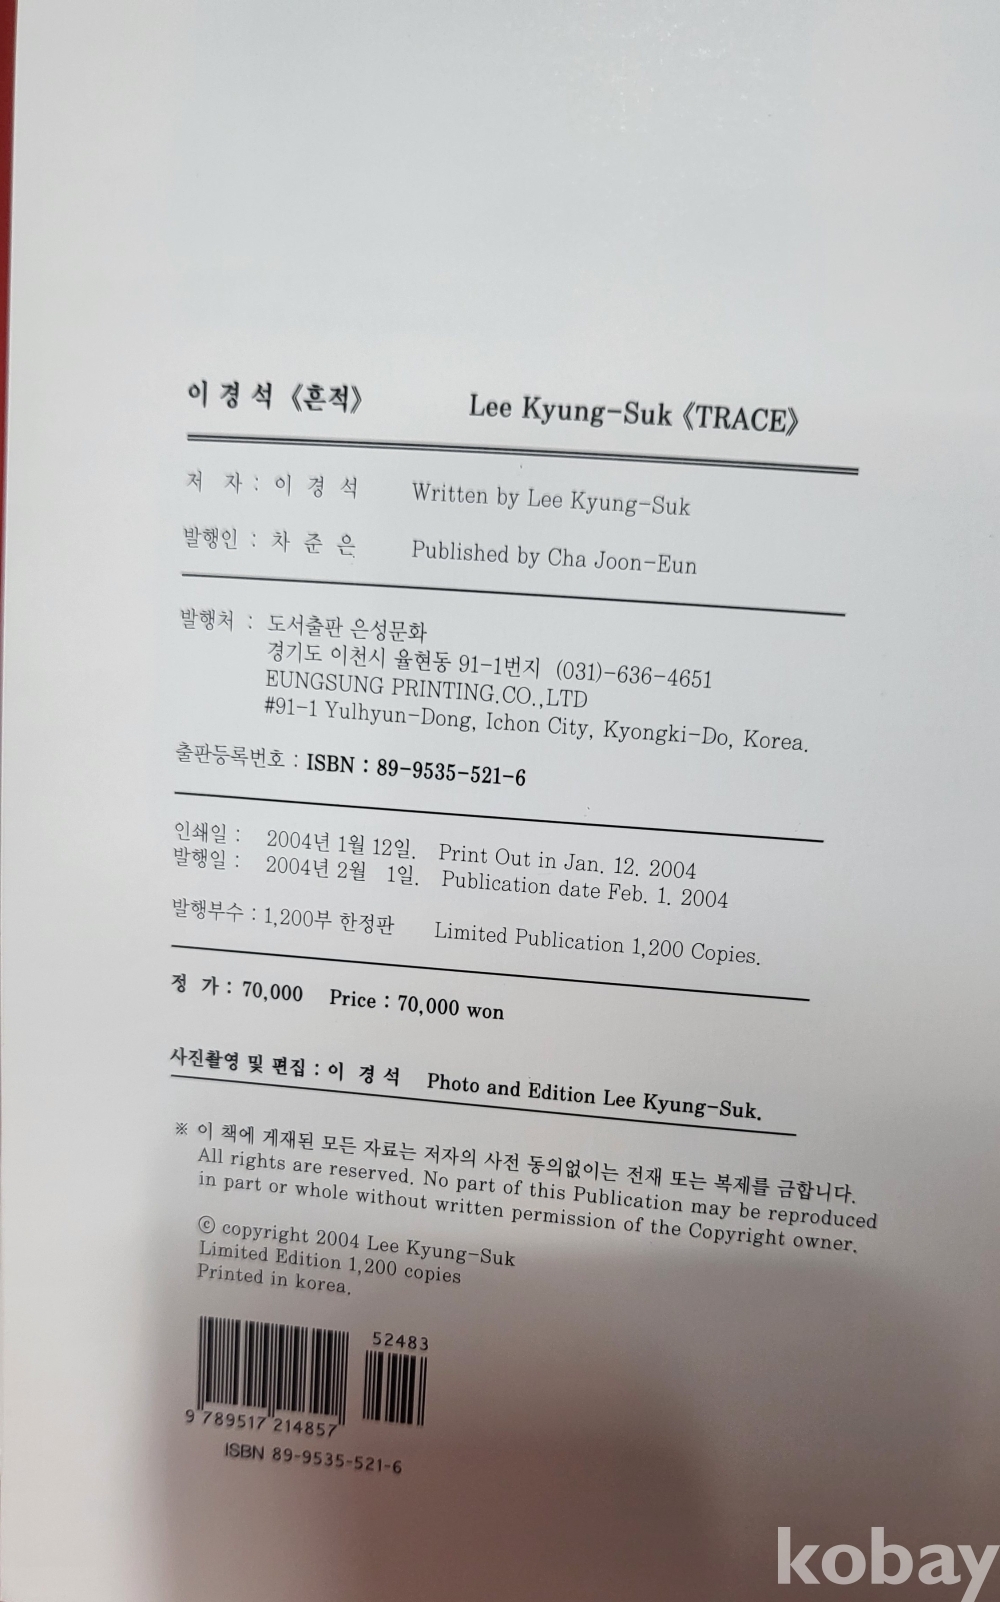 이 경 석 《흔적》 Lee Kyung-Suk 《TRACE》
저 자 : 이 경 석 Written by Lee Kyung-Suk
발행인 : 차 준 은 Published by Cha Joon-Eun
발행처 : 도서출판 은성문화
경기도 이천시 율현동 91-1번지 (031)-636-4651
EUNGSUNG PRINTING.CO.,LTD
#91-1 Yulhyun-Dong, Ichon City, Kyongki-Do, Korea.
출판등록번호 : ISBN : 89-9535-521-6
인쇄일 : 2004년 1월 12일. Print Out in Jan. 12. 2004
발행일 : 2004년 2월 1일. Publication date Feb. 1. 2004
발행부수 : 1,200부 한정판 Limited Publication 1,200 Copies.
정 가 : 70,000 Price : 70,000 won
사진촬영 및 편집 : 이 경 석 Photo and Edition Lee Kyung-Suk.
※ 이 책에 게재된 모든 자료는 저자의 사전 동의없이는 전재 또는 복제를 금합니다.
All rights are reserved. No part of this Publication may be reproduced
in part or whole without written permission of the Copyright owner.
ⓒ copyright 2004 Lee Kyung-Suk
Limited Edition 1,200 copies
Printed in korea.
52483
9 789517 214857
ISBN 89-9535-521-6
kobay